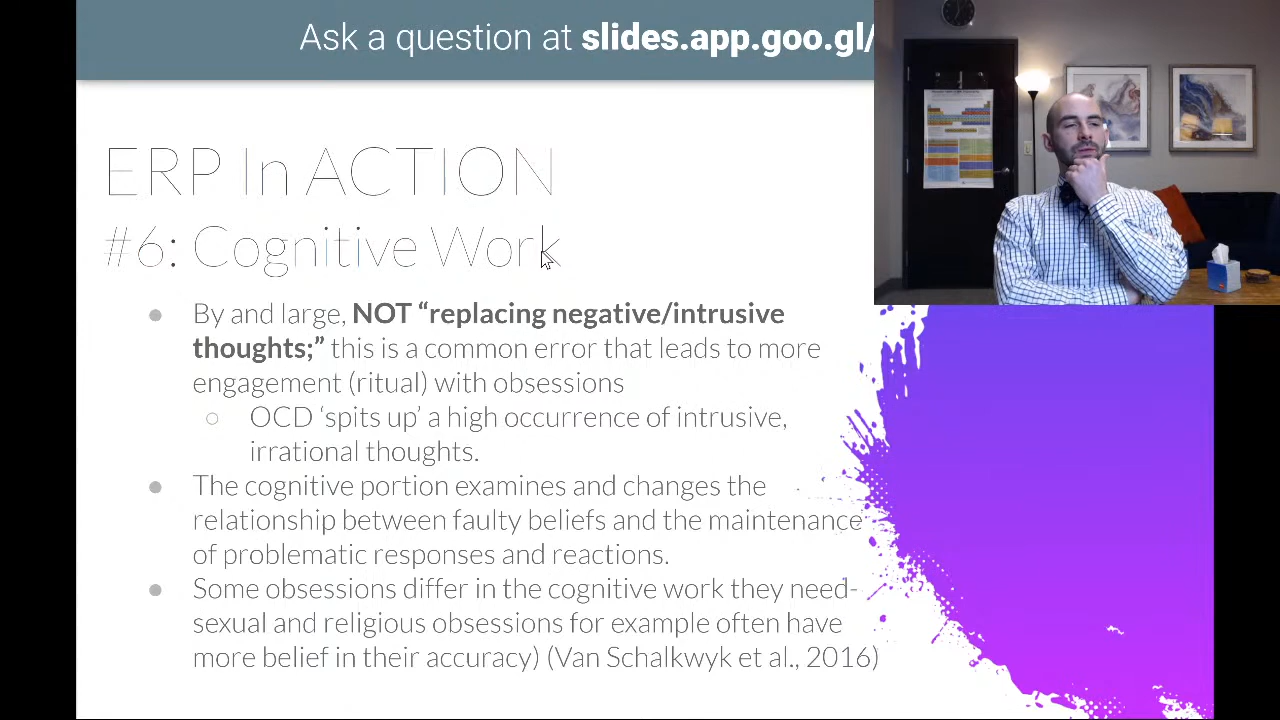 Ask a question at slides.app.goo.gl/
ERP In ACTION
#6: Cognitive Work
● By and large, NOT “replacing negative/intrusive
thoughts;” this is a common error that leads to more
engagement (ritual) with obsessions
○ OCD ‘spits up’ a high occurrence of intrusive,
irrational thoughts.
● The cognitive portion examines and changes the
relationship between faulty beliefs and the maintenance
of problematic responses and reactions.
● Some obsessions differ in the cognitive work they need-
sexual and religious obsessions for example often have
more belief in their accuracy) (Van Schalkwyk et al., 2016)